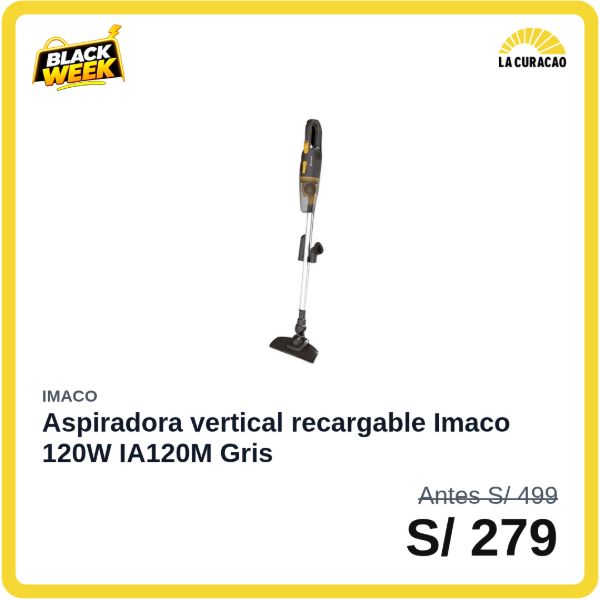 BLACK
WEEK
LA CURACAO
IMACO
Aspiradora vertical recargable Imaco
120W IA120M Gris
Antes S/ 499
S/ 279